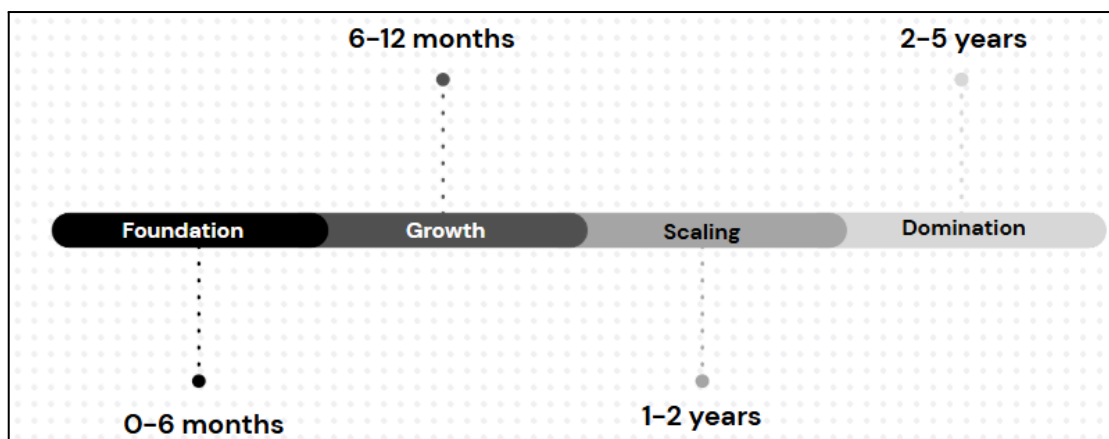 6–12 months
2–5 years
Foundation
Growth
Scaling
Domination
0–6 months
1–2 years